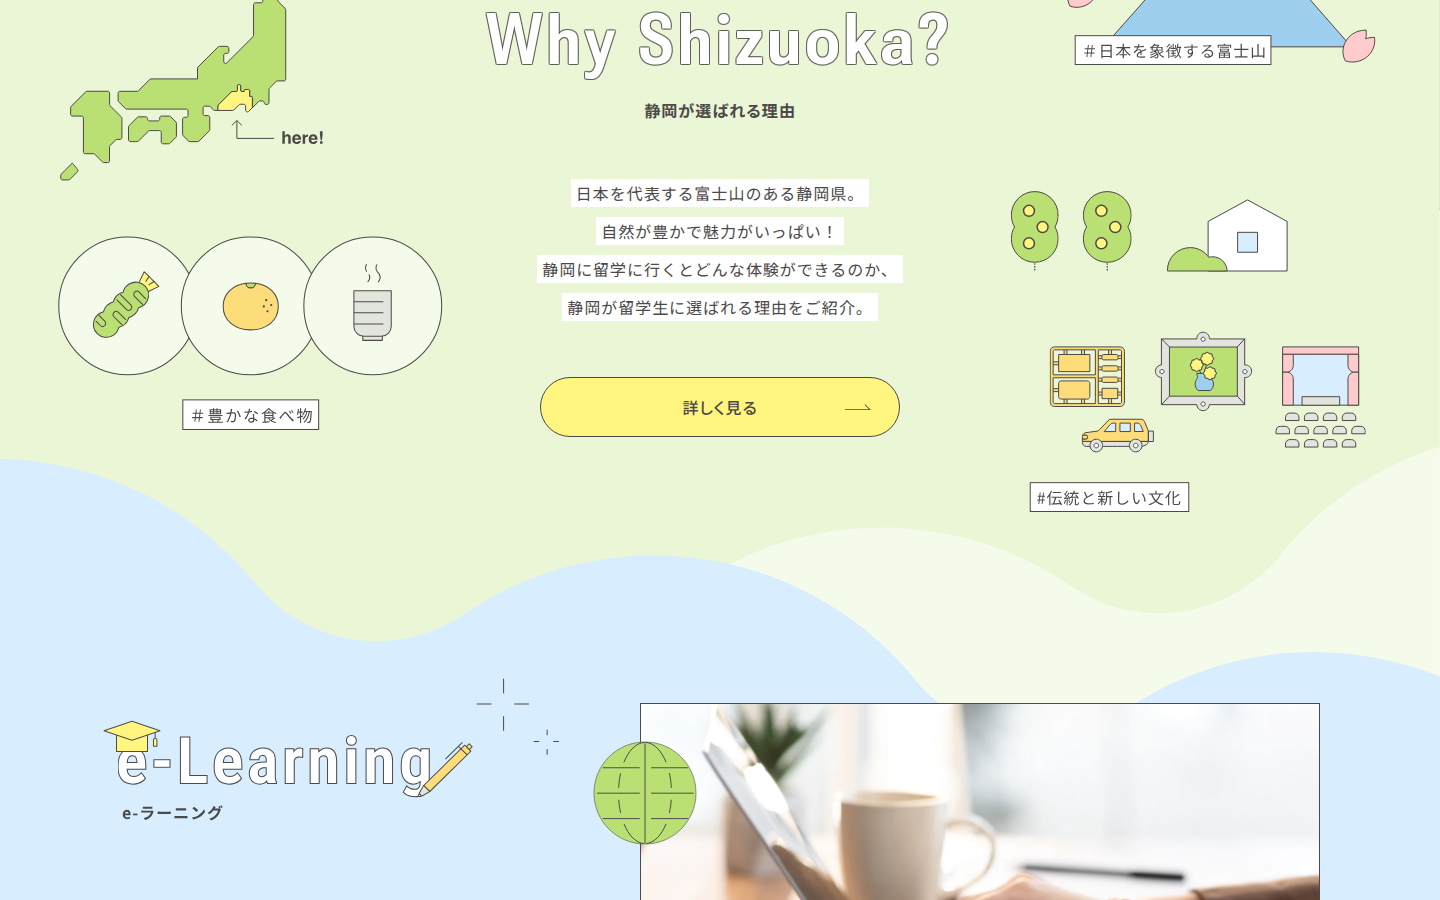 Why Shizuoka?
静岡が選ばれる理由
#日本を象徴する富士山
here!
日本を代表する富士山のある静岡県。
自然が豊かで魅力がいっぱい！
静岡に留学に行くとどんな体験ができるのか、
静岡が留学生に選ばれる理由をご紹介。
詳しく見る
#豊かな食べ物
#伝統と新しい文化
e-Learning
e-ラーニング